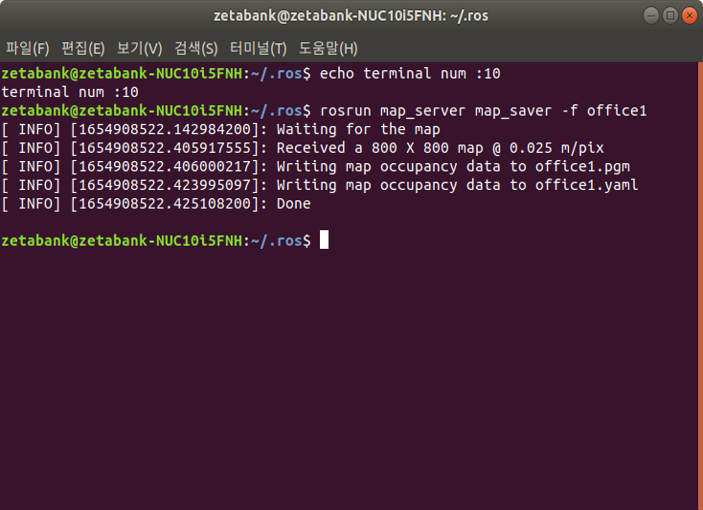 zetabank@zetabank-NUC10i5FNH: ~/.ros
파일(F) 편집(E) 보기(V) 검색(S) 터미널(T) 도움말(H)
zetabank@zetabank-NUC10i5FNH:~/.ros$ echo terminal num :10
terminal num :10
zetabank@zetabank-NUC10i5FNH:~/.ros$ rosrun map_server map_saver -f office1
[ INFO] [1654908522.142984200]: Waiting for the map
[ INFO] [1654908522.405917555]: Received a 800 X 800 map @ 0.025 m/pix
[ INFO] [1654908522.406000217]: Writing map occupancy data to office1.pgm
[ INFO] [1654908522.423995097]: Writing map occupancy data to office1.yaml
[ INFO] [1654908522.425108200]: Done
zetabank@zetabank-NUC10i5FNH:~/.ros$